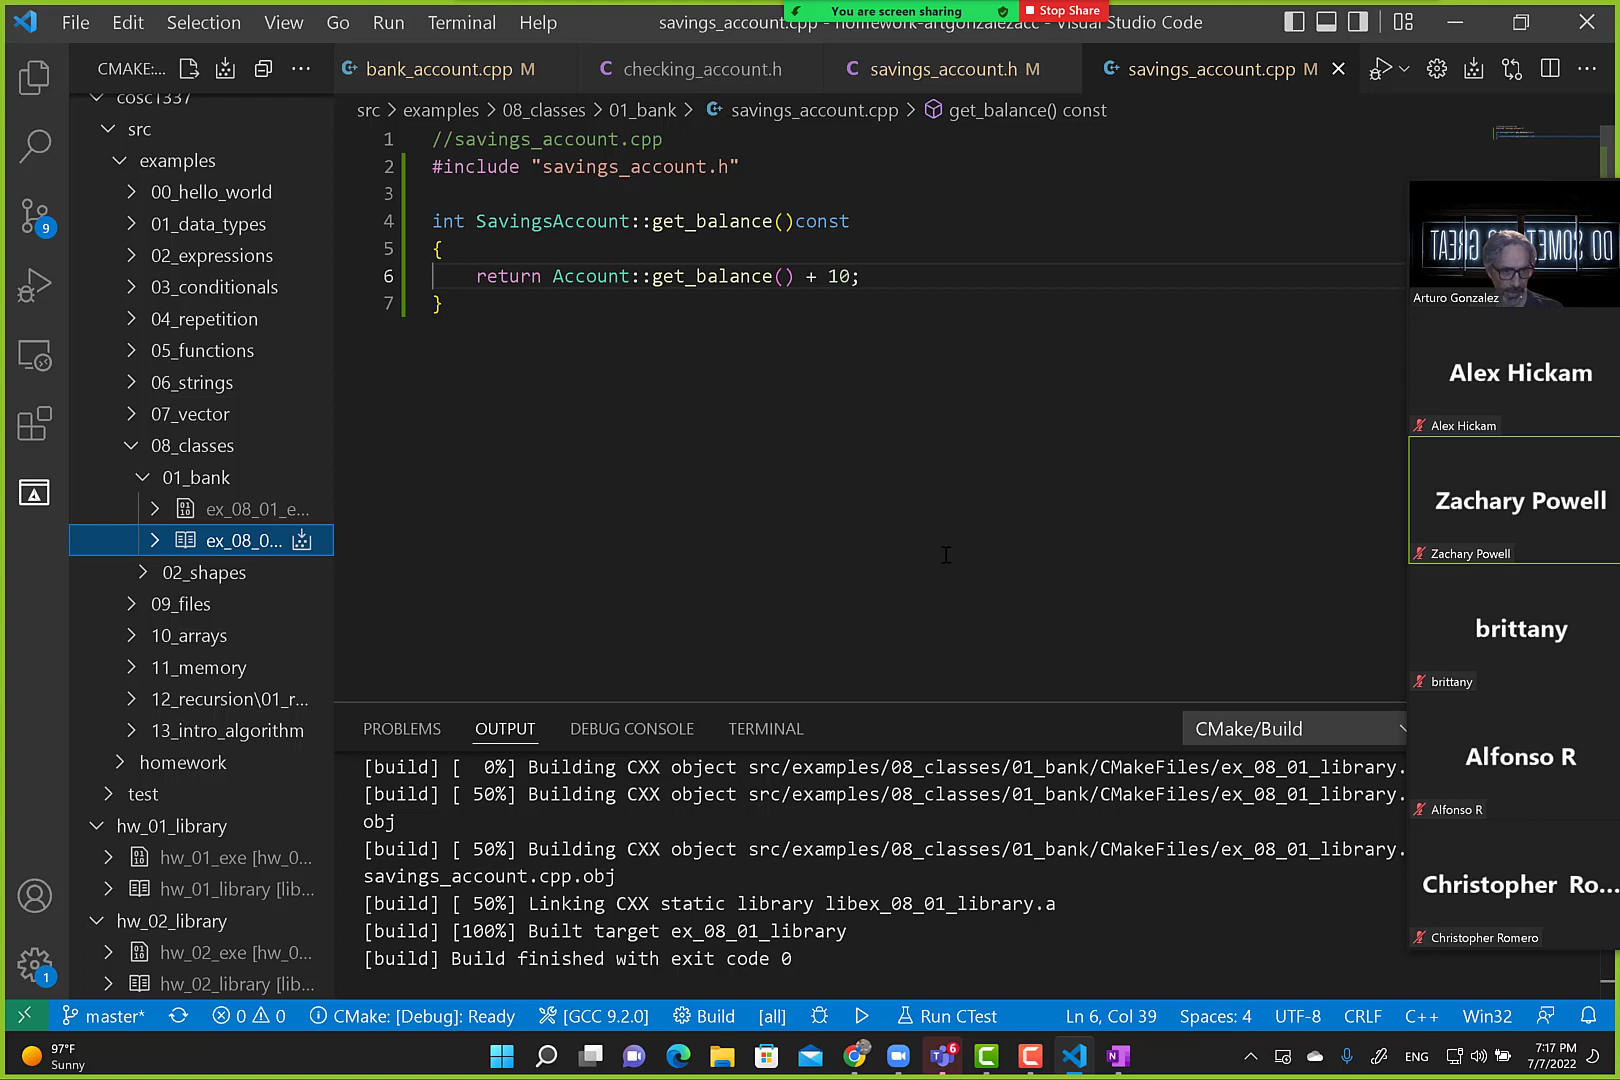 File Edit Selection View Go Run Terminal Help
savings_account.cpp - homework-artgonzalezacc - Visual Studio Code
You are screen sharing
Stop Share
CMAKE:...
bank_account.cpp M
checking_account.h
savings_account.h M
savings_account.cpp M
src > examples > 08_classes > 01_bank > savings_account.cpp > get_balance() const
cosc1337
src
examples
00_hello_world
01_data_types
02_expressions
03_conditionals
04_repetition
05_functions
06_strings
07_vector
08_classes
01_bank
ex_08_01_e...
ex_08_0...
02_shapes
09_files
10_arrays
11_memory
12_recursion\01_r...
13_intro_algorithm
homework
test
hw_01_library
hw_01_exe [hw_0...
hw_01_library [lib...
hw_02_library
hw_02_exe [hw_0...
hw_02_library [lib...
9
1
1 //savings_account.cpp
2 #include "savings_account.h"
3
4 int SavingsAccount::get_balance()const
5 {
6 return Account::get_balance() + 10;
7 }
PROBLEMS OUTPUT DEBUG CONSOLE TERMINAL
CMake/Build
[build] [ 0%] Building CXX object src/examples/08_classes/01_bank/CMakeFiles/ex_08_01_library.
[build] [ 50%] Building CXX object src/examples/08_classes/01_bank/CMakeFiles/ex_08_01_library.
obj
[build] [ 50%] Building CXX object src/examples/08_classes/01_bank/CMakeFiles/ex_08_01_library.
savings_account.cpp.obj
[build] [ 50%] Linking CXX static library libex_08_01_library.a
[build] [100%] Built target ex_08_01_library
[build] Build finished with exit code 0
Arturo Gonzalez
Alex Hickam
Alex Hickam
Zachary Powell
Zachary Powell
brittany
brittany
Alfonso R
Alfonso R
Christopher Ro...
Christopher Romero
master* 0 0 CMake: [Debug]: Ready [GCC 9.2.0] Build [all] Run CTest Ln 6, Col 39 Spaces: 4 UTF-8 CRLF C++ Win32
97°F
Sunny
6
ENG
7:17 PM
7/7/2022